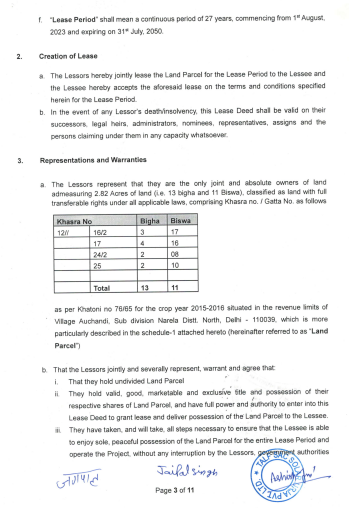 f. "Lease Period" shall mean a continuous period of 27 years, commencing from 1st August,
2023 and expiring on 31st July, 2050.
2. Creation of Lease
a. The Lessors hereby jointly lease the Land Parcel for the Lease Period to the Lessee and
the Lessee hereby accepts the aforesaid lease on the terms and conditions specified
herein for the Lease Period.
b. In the event of any Lessor's death/insolvency, this Lease Deed shall be valid on their
successors, legal heirs, administrators, nominees, representatives, assigns and the
persons claiming under them in any capacity whatsoever.
3. Representations and Warranties
a. The Lessors represent that they are the only joint and absolute owners of land
admeasuring 2.82 Acres of land (i.e. 13 bigha and 11 Biswa), classified as land with full
transferable rights under all applicable laws, comprising Khasra no. / Gatta No. as follows
Khasra No Bigha Biswa
12// 16/2 3 17
17 4 16
24/2 2 08
25 2 10
Total 13 11
as per Khatoni no 76/65 for the crop year 2015-2016 situated in the revenue limits of
Village Auchandi, Sub division Narela Distt. North, Delhi - 110039, which is more
particularly described in the schedule-1 attached hereto (hereinafter referred to as "Land
Parcel")
b. That the Lessors jointly and severally represent, warrant and agree that:
i. That they hold undivided Land Parcel
ii. They hold valid, good, marketable and exclusive title and possession of their
respective shares of Land Parcel, and have full power and authority to enter into this
Lease Deed to grant lease and deliver possession of the Land Parcel to the Lessee.
iii. They have taken, and will take, all steps necessary to ensure that the Lessee is able
to enjoy sole, peaceful possession of the Land Parcel for the entire Lease Period and
operate the Project, without any interruption by the Lessors, government authorities
Jaipal singh
Page 3 of 11